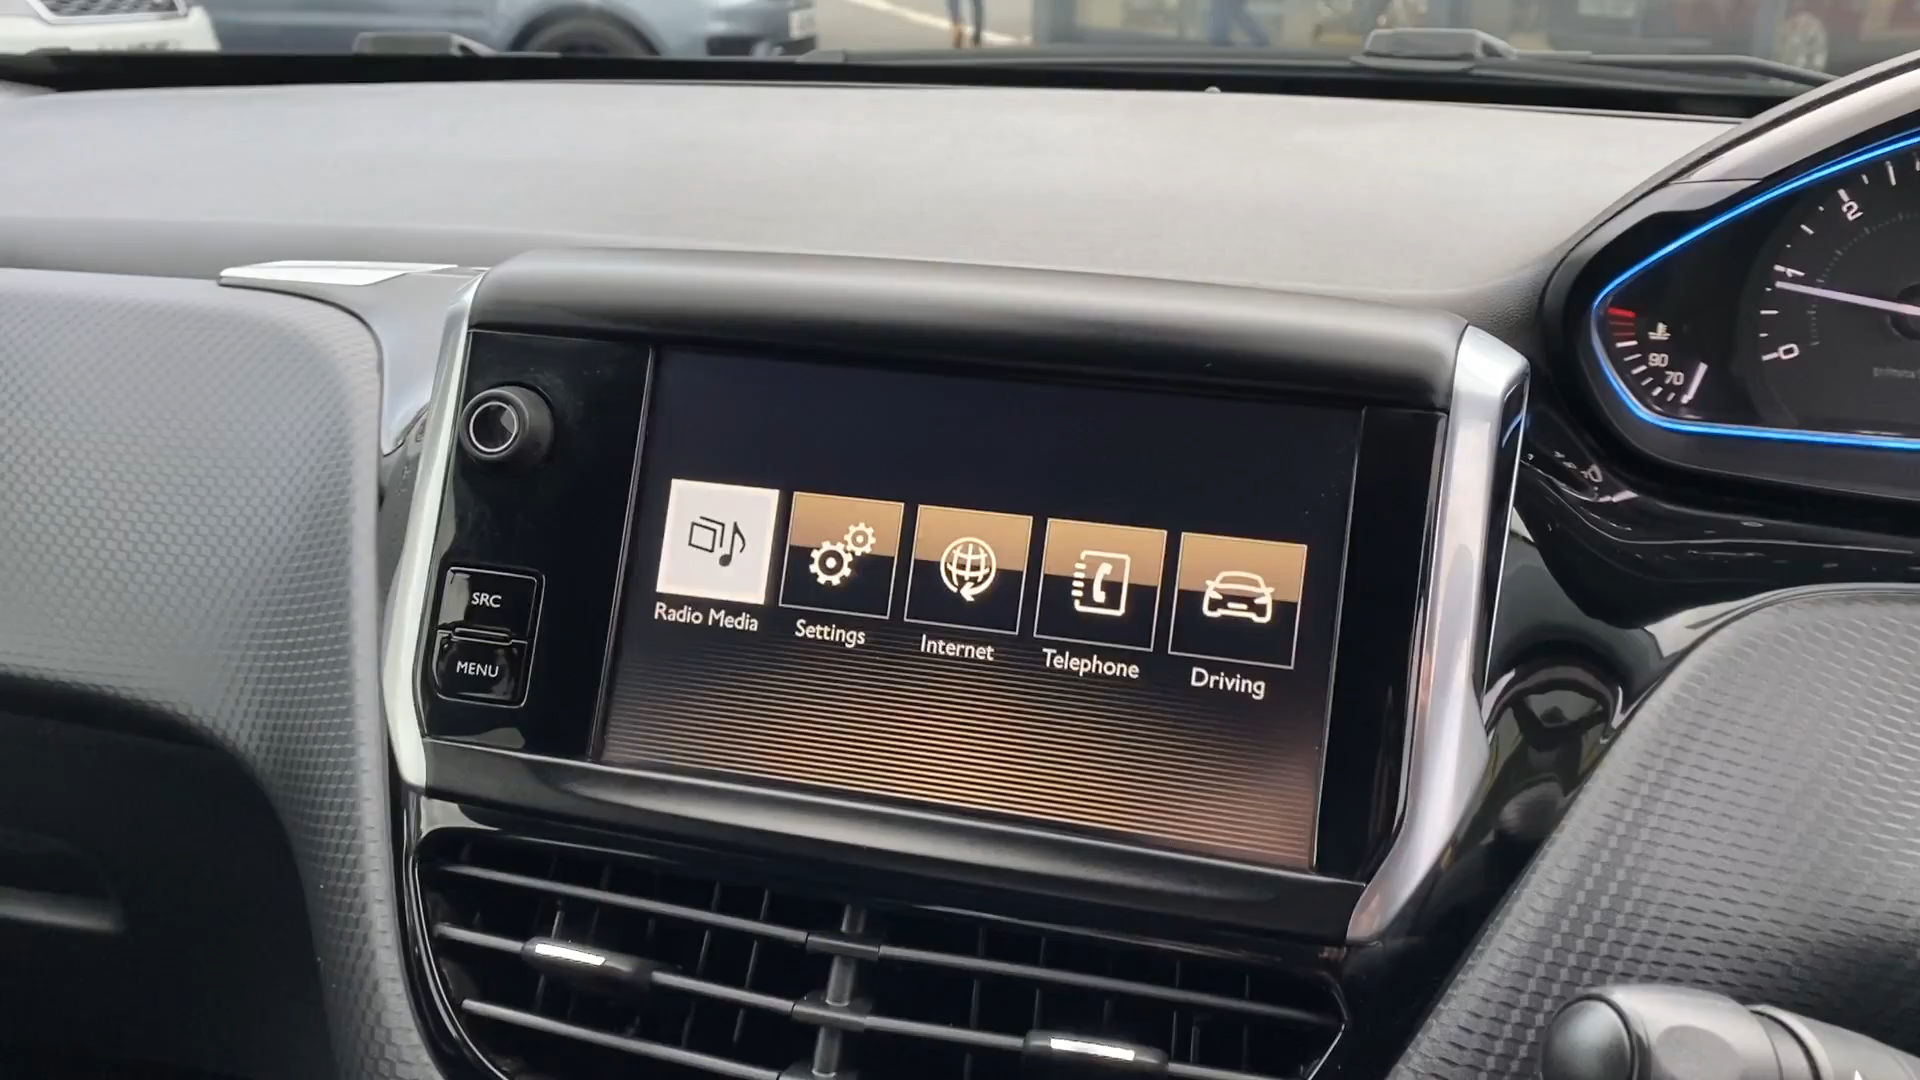 SRC
MENU
Radio Media
Settings
Internet
Telephone
Driving
2
1
0
90
70